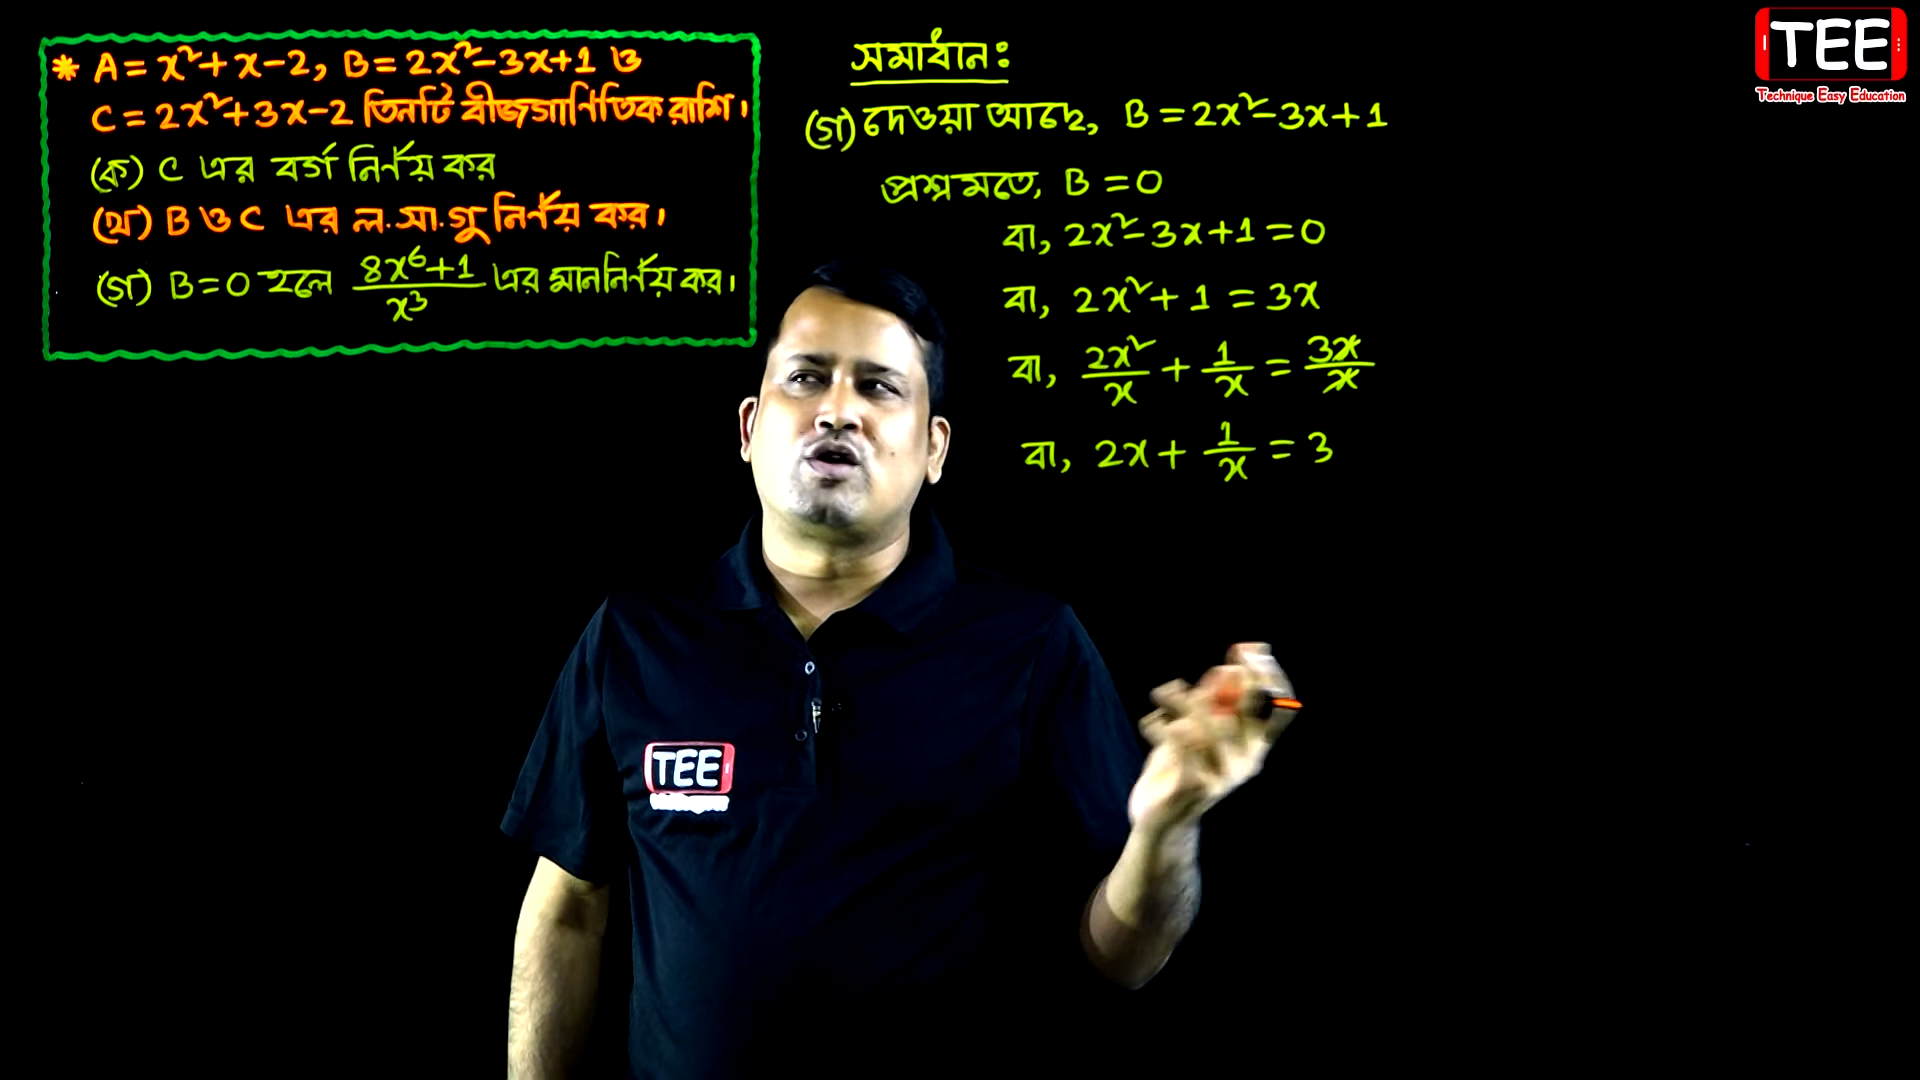 * A = x²+x-2, B = 2x²-3x+1 ও
C = 2x²+3x-2 তিনটি বীজগাণিতিক রাশি।
(ক) C এর বর্গ নির্ণয় কর
(খ) B ও C এর ল.সা.গু নির্ণয় কর।
(গ) B=0 হলে (8x⁶+1)/x³ এর মান নির্ণয় কর।
সমাধান:
(গ) দেওয়া আছে, B = 2x²-3x+1
প্রশ্নমতে, B = 0
বা, 2x²-3x+1 = 0
বা, 2x²+1 = 3x
বা, 2x²/x + 1/x = 3x/x
বা, 2x + 1/x = 3
TEE
Technique Easy Education
TEE